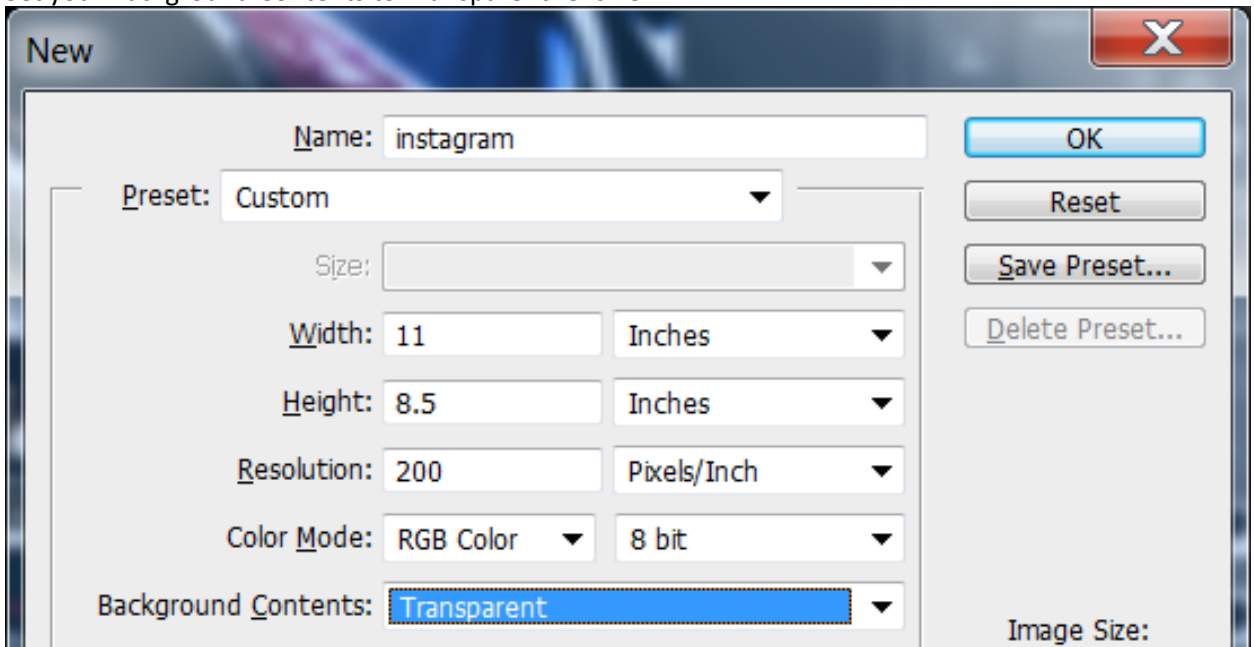 New
Name: instagram
OK
Preset: Custom
Reset
Size:
Save Preset...
Width: 11 Inches
Delete Preset...
Height: 8.5 Inches
Resolution: 200 Pixels/Inch
Color Mode: RGB Color 8 bit
Background Contents: Transparent
Image Size: